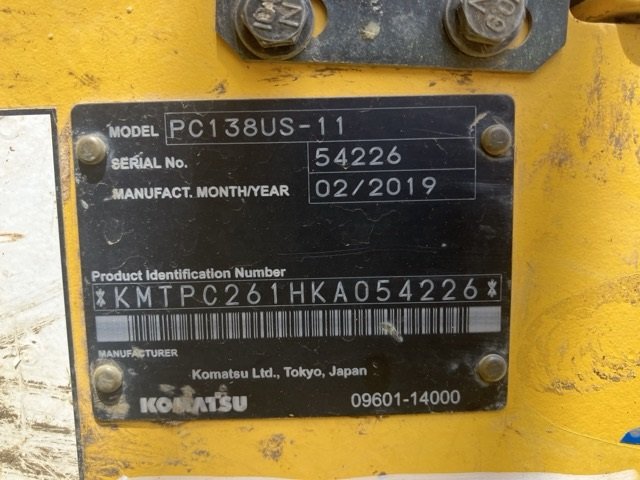 MODEL PC138US-11
SERIAL No. 54226
MANUFACT. MONTH/YEAR 02/2019
Product Identification Number
*KMTPC261HKA054226*
MANUFACTURER
Komatsu Ltd., Tokyo, Japan
KOMATSU 09601-14000